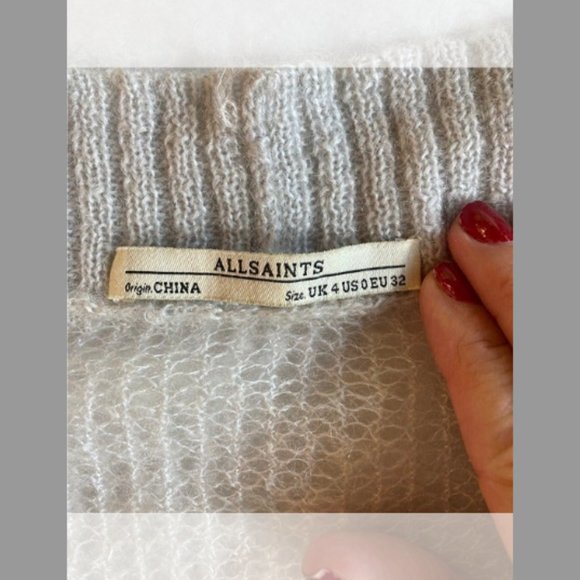 ALLSAINTS
Origin. CHINA
Size. UK 4 US 0 EU 32